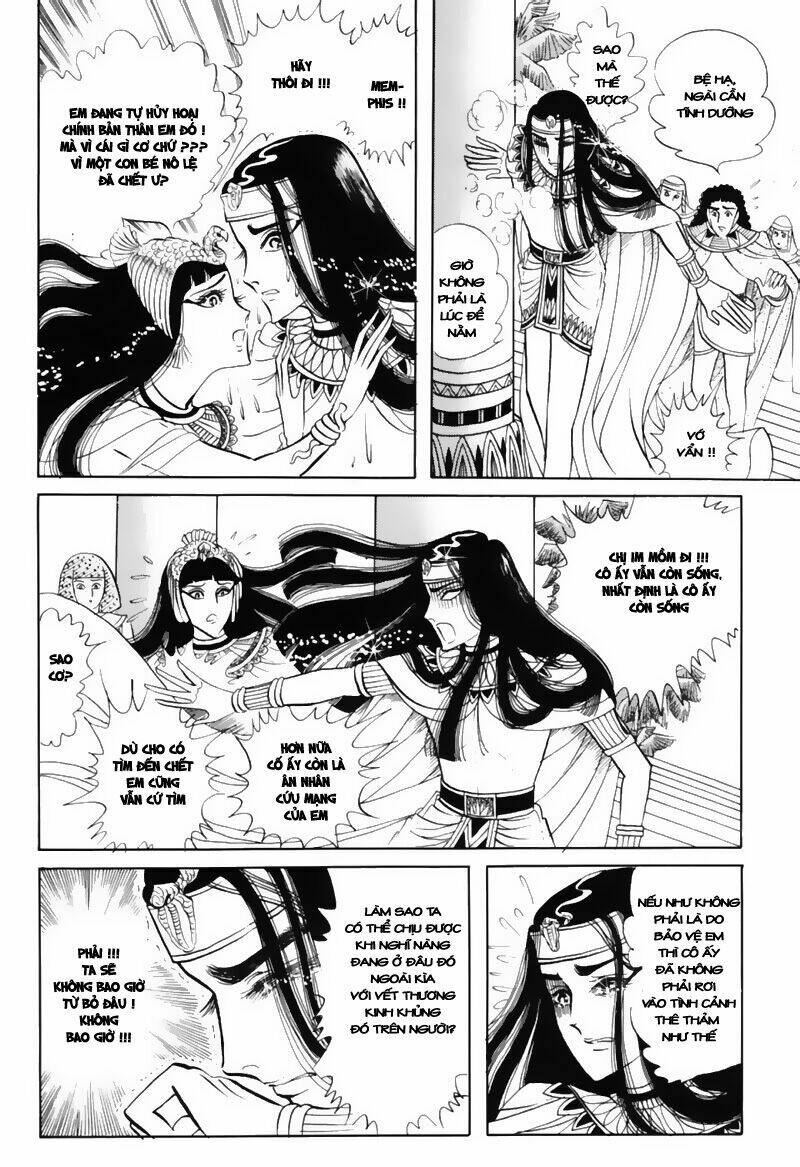 BỆ HẠ,
NGÀI CẦN
TĨNH DƯỠNG
SAO
MÀ
THẾ
ĐƯỢC?
GIỜ
KHÔNG
PHẢI LÀ
LÚC ĐỂ
NẰM
VỚ
VẨN !!
HÃY
THÔI ĐI !!!
MEM-
PHIS !!
EM ĐANG TỰ HỦY HOẠI
CHÍNH BẢN THÂN EM ĐÓ !
MÀ VÌ CÁI GÌ CƠ CHỨ ???
VÌ MỘT CON BÉ NÔ LỆ
ĐÃ CHẾT Ư?
CHỊ IM MỒM ĐI !!!
CÔ ẤY VẪN CÒN SỐNG,
NHẤT ĐỊNH LÀ CÔ ẤY
CÒN SỐNG
SAO
CƠ?
HƠN NỮA
CỐ ẤY CÒN LÀ
ÂN NHÂN
CỨU MẠNG
CỦA EM
DÙ CHO CÓ
TÌM ĐẾN CHẾT
EM CŨNG
VẪN CỨ TÌM
NẾU NHƯ KHÔNG
PHẢI LÀ DO
BẢO VỆ EM
THÌ CÔ ẤY
ĐÃ KHÔNG
PHẢI RƠI
VÀO TÌNH CẢNH
THÊ THẢM
NHƯ THẾ
LÀM SAO TA
CÓ THỂ CHỊU ĐƯỢC
KHI NGHĨ NÀNG
ĐANG Ở ĐÂU ĐÓ
NGOÀI KÌA
VỚI VẾT THƯƠNG
KINH KHỦNG
ĐÓ TRÊN NGƯỜI?
PHẢI !!!
TA SẼ
KHÔNG BAO GIỜ
TỪ BỎ ĐÂU !
KHÔNG
BAO GIỜ !